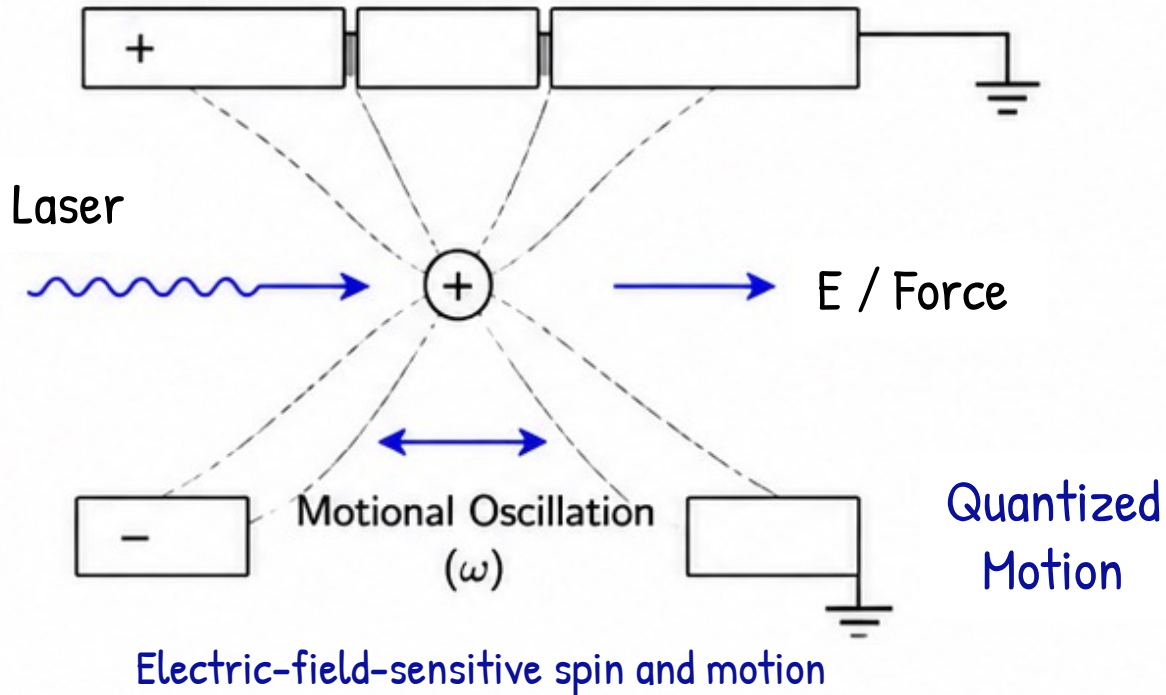 +
Laser
+
E / Force
−
Motional Oscillation
(ω)
Quantized
Motion
Electric-field-sensitive spin and motion